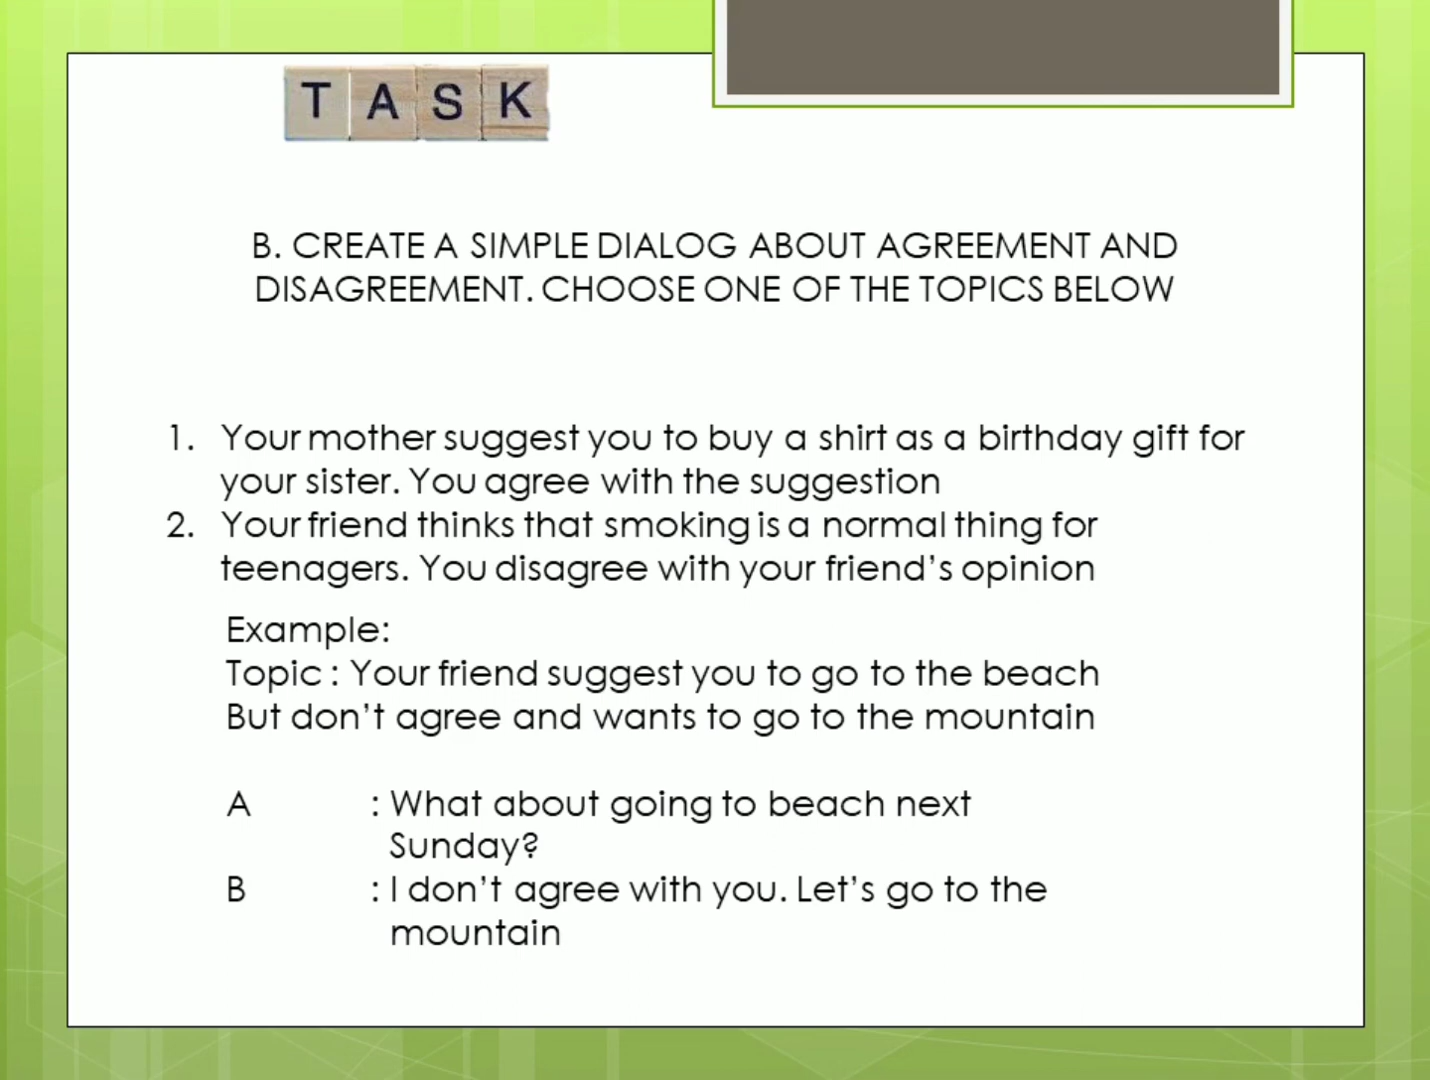 TASK
B. CREATE A SIMPLE DIALOG ABOUT AGREEMENT AND
DISAGREEMENT. CHOOSE ONE OF THE TOPICS BELOW
1. Your mother suggest you to buy a shirt as a birthday gift for
your sister. You agree with the suggestion
2. Your friend thinks that smoking is a normal thing for
teenagers. You disagree with your friend's opinion
Example:
Topic : Your friend suggest you to go to the beach
But don't agree and wants to go to the mountain
A : What about going to beach next
Sunday?
B : I don't agree with you. Let's go to the
mountain